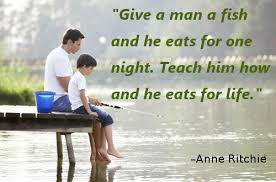 "Give a man a fish
and he eats for one
night. Teach him how
and he eats for life."
–Anne Ritchie